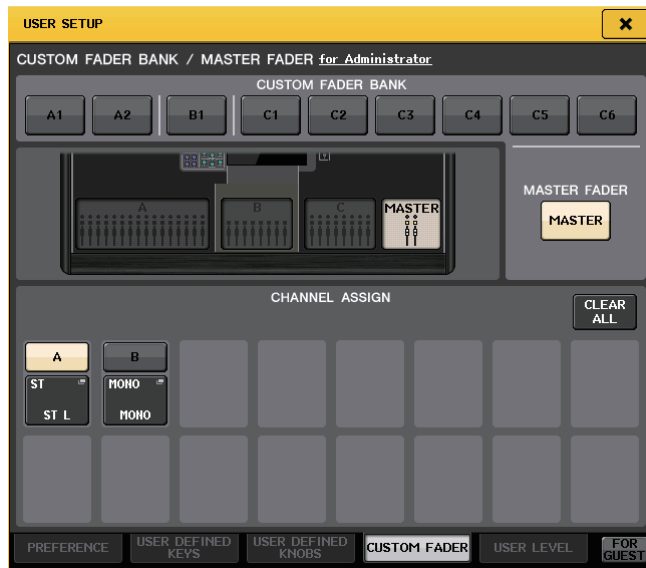 USER SETUP
CUSTOM FADER BANK / MASTER FADER for Administrator
CUSTOM FADER BANK
A1 A2 B1 C1 C2 C3 C4 C5 C6
A B C MASTER
MASTER FADER
MASTER
CHANNEL ASSIGN
CLEAR ALL
A B
ST MONO
ST L MONO
PREFERENCE USER DEFINED KEYS USER DEFINED KNOBS CUSTOM FADER USER LEVEL FOR GUEST